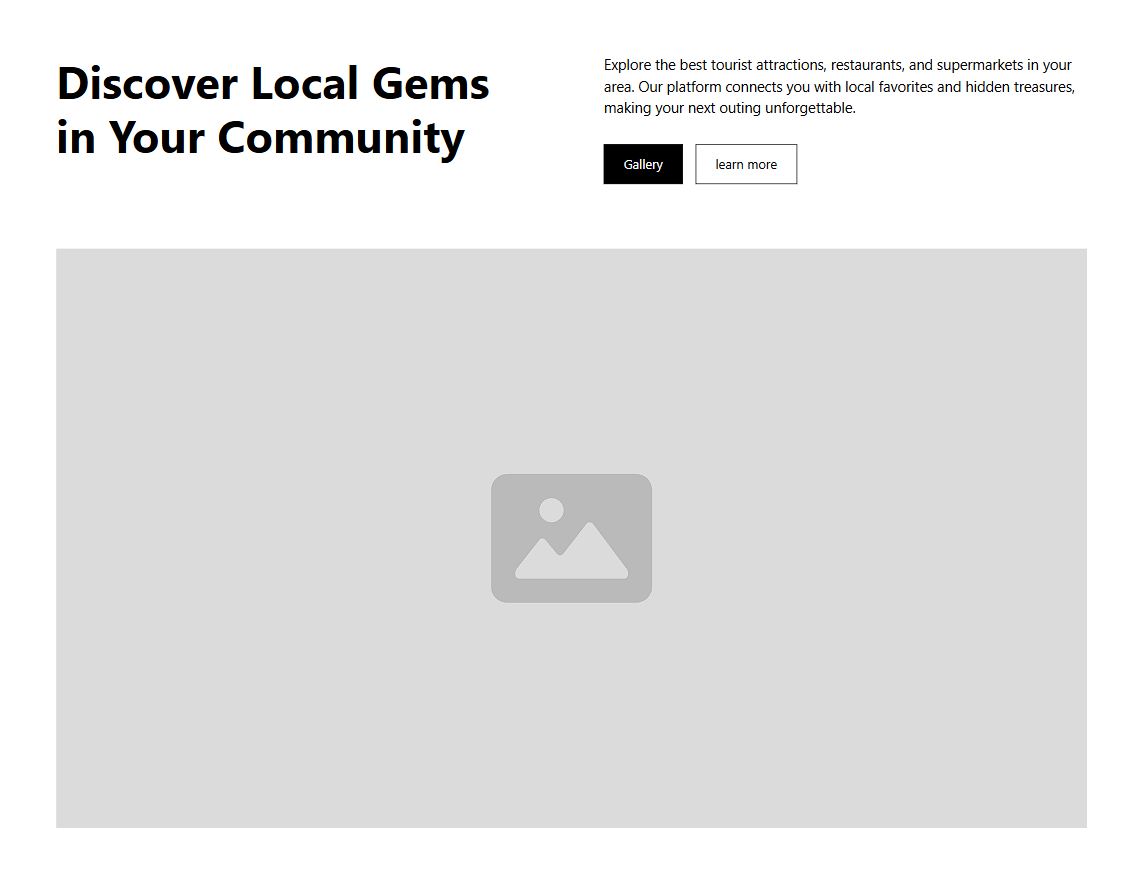 Discover Local Gems
in Your Community
Explore the best tourist attractions, restaurants, and supermarkets in your
area. Our platform connects you with local favorites and hidden treasures,
making your next outing unforgettable.
Gallery
learn more